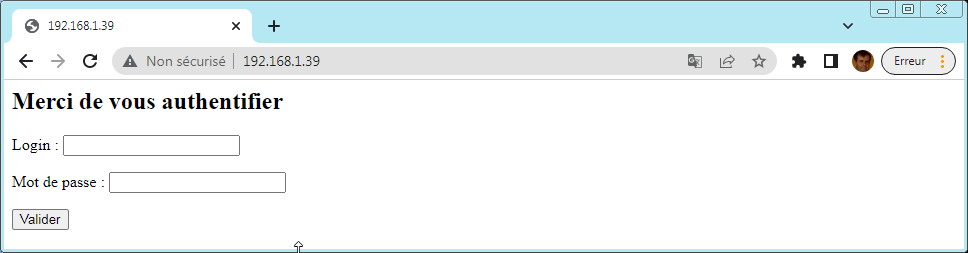 192.168.1.39
Non sécurisé 192.168.1.39 Erreur
Merci de vous authentifier
Login :
Mot de passe :
Valider